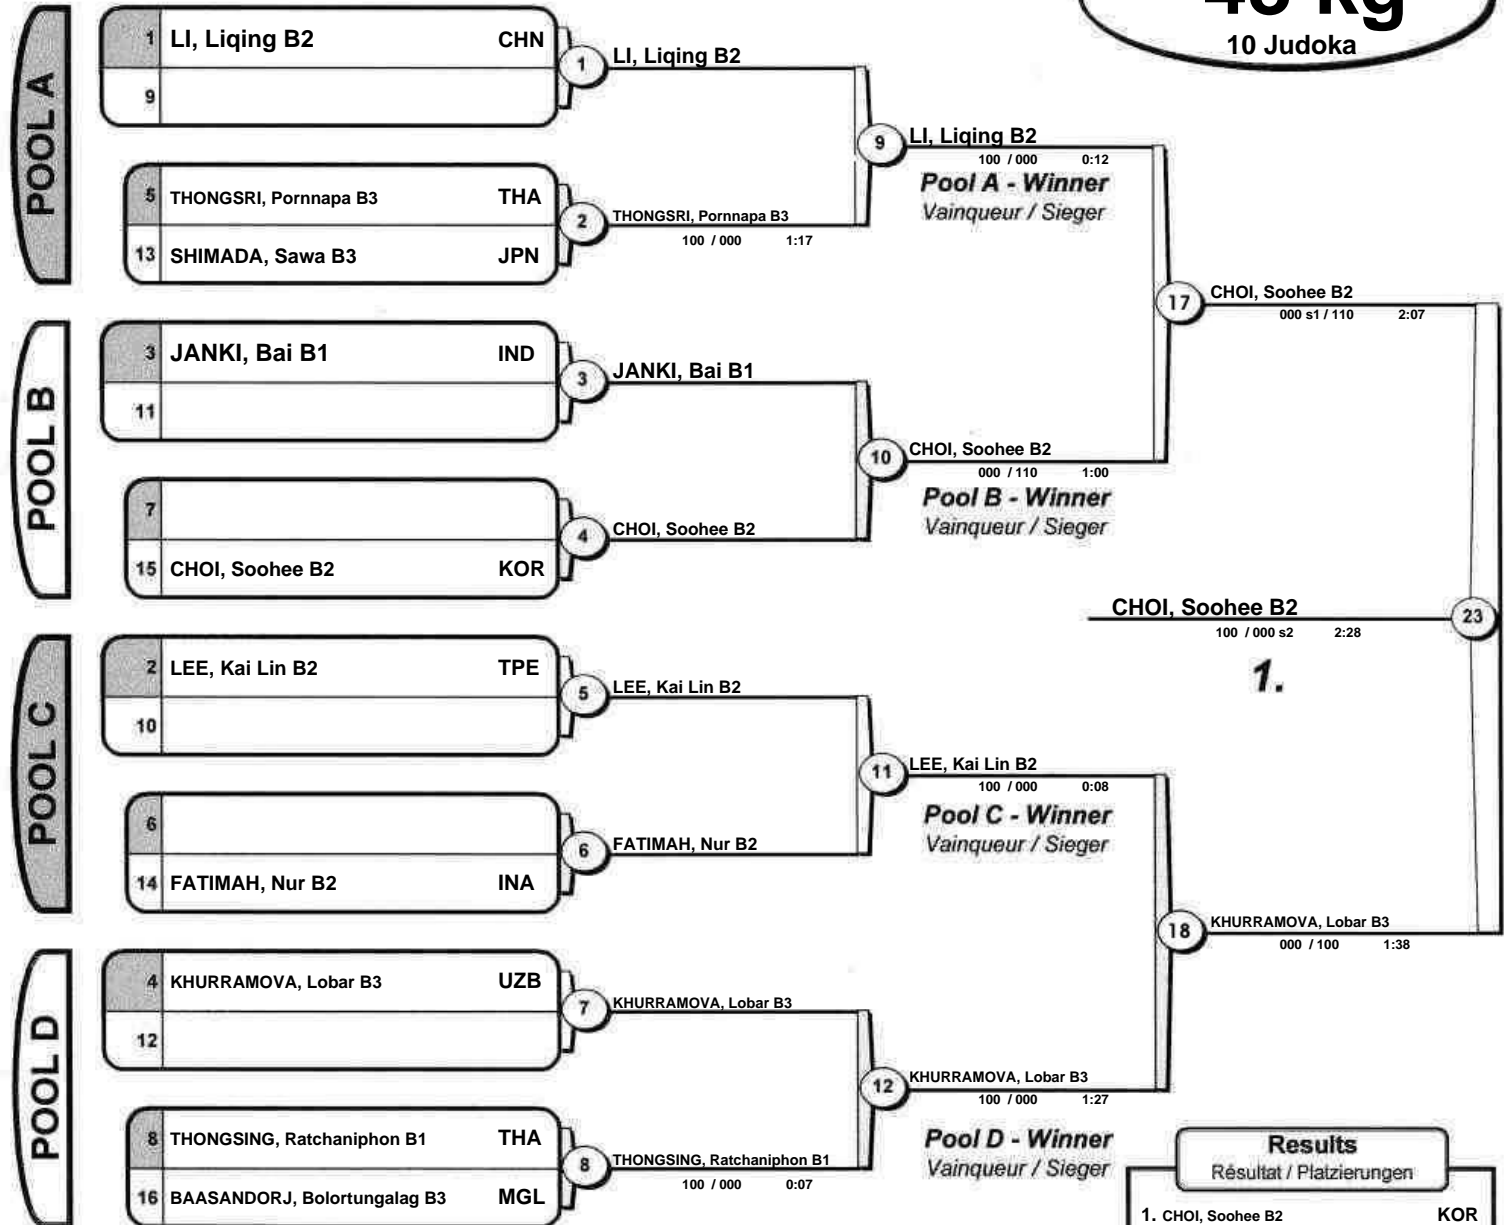 kg
10 Judoka
POOL A
1 LI, Liqing B2 CHN
9
1 LI, Liqing B2
5 THONGSRI, Pornnapa B3 THA
13 SHIMADA, Sawa B3 JPN
2 THONGSRI, Pornnapa B3
100 / 000 1:17
9 LI, Liqing B2
100 / 000 0:12
Pool A - Winner
Vainqueur / Sieger
POOL B
3 JANKI, Bai B1 IND
11
3 JANKI, Bai B1
7
15 CHOI, Soohee B2 KOR
4 CHOI, Soohee B2
10 CHOI, Soohee B2
000 / 110 1:00
Pool B - Winner
Vainqueur / Sieger
17 CHOI, Soohee B2
000 s1 / 110 2:07
CHOI, Soohee B2 23
100 / 000 s2 2:28
1.
POOL C
2 LEE, Kai Lin B2 TPE
10
5 LEE, Kai Lin B2
6
14 FATIMAH, Nur B2 INA
6 FATIMAH, Nur B2
11 LEE, Kai Lin B2
100 / 000 0:08
Pool C - Winner
Vainqueur / Sieger
18 KHURRAMOVA, Lobar B3
000 / 100 1:38
POOL D
4 KHURRAMOVA, Lobar B3 UZB
12
7 KHURRAMOVA, Lobar B3
8 THONGSING, Ratchaniphon B1 THA
16 BAASANDORJ, Bolortungalag B3 MGL
8 THONGSING, Ratchaniphon B1
100 / 000 0:07
12 KHURRAMOVA, Lobar B3
100 / 000 1:27
Pool D - Winner
Vainqueur / Sieger
Results
Résultat / Platzierungen
1. CHOI, Soohee B2 KOR